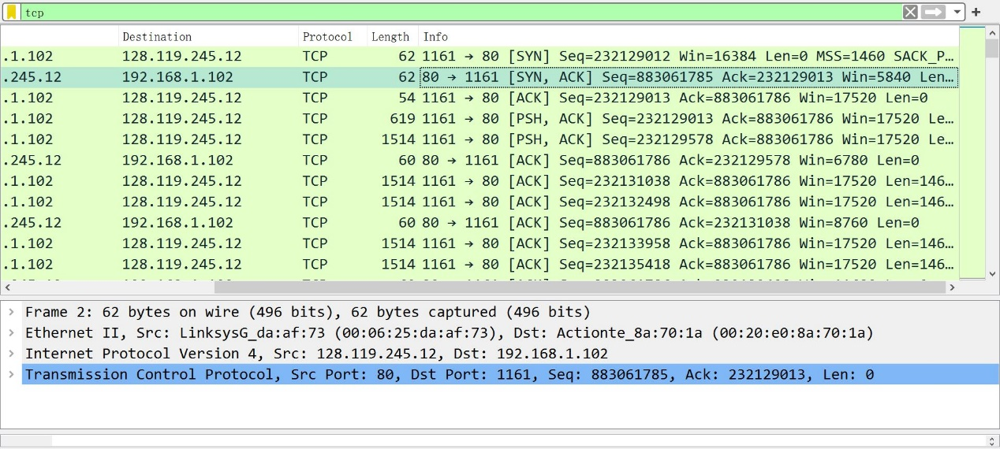 tcp
Destination Protocol Length Info
.1.102 128.119.245.12 TCP 62 1161 → 80 [SYN] Seq=232129012 Win=16384 Len=0 MSS=1460 SACK_P…
.245.12 192.168.1.102 TCP 62 80 → 1161 [SYN, ACK] Seq=883061785 Ack=232129013 Win=5840 Len…
.1.102 128.119.245.12 TCP 54 1161 → 80 [ACK] Seq=232129013 Ack=883061786 Win=17520 Len=0
.1.102 128.119.245.12 TCP 619 1161 → 80 [PSH, ACK] Seq=232129013 Ack=883061786 Win=17520 Le…
.1.102 128.119.245.12 TCP 1514 1161 → 80 [PSH, ACK] Seq=232129578 Ack=883061786 Win=17520 Le…
.245.12 192.168.1.102 TCP 60 80 → 1161 [ACK] Seq=883061786 Ack=232129578 Win=6780 Len=0
.1.102 128.119.245.12 TCP 1514 1161 → 80 [ACK] Seq=232131038 Ack=883061786 Win=17520 Len=146…
.1.102 128.119.245.12 TCP 1514 1161 → 80 [ACK] Seq=232132498 Ack=883061786 Win=17520 Len=146…
.245.12 192.168.1.102 TCP 60 80 → 1161 [ACK] Seq=883061786 Ack=232131038 Win=8760 Len=0
.1.102 128.119.245.12 TCP 1514 1161 → 80 [ACK] Seq=232133958 Ack=883061786 Win=17520 Len=146…
.1.102 128.119.245.12 TCP 1514 1161 → 80 [ACK] Seq=232135418 Ack=883061786 Win=17520 Len=146…
Frame 2: 62 bytes on wire (496 bits), 62 bytes captured (496 bits)
Ethernet II, Src: LinksysG_da:af:73 (00:06:25:da:af:73), Dst: Actionte_8a:70:1a (00:20:e0:8a:70:1a)
Internet Protocol Version 4, Src: 128.119.245.12, Dst: 192.168.1.102
Transmission Control Protocol, Src Port: 80, Dst Port: 1161, Seq: 883061785, Ack: 232129013, Len: 0